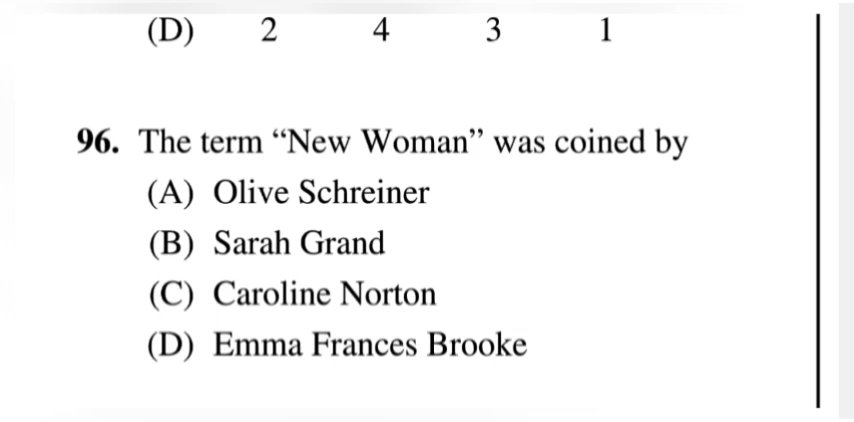 (D) 2 4 3 1
96. The term “New Woman” was coined by
(A) Olive Schreiner
(B) Sarah Grand
(C) Caroline Norton
(D) Emma Frances Brooke